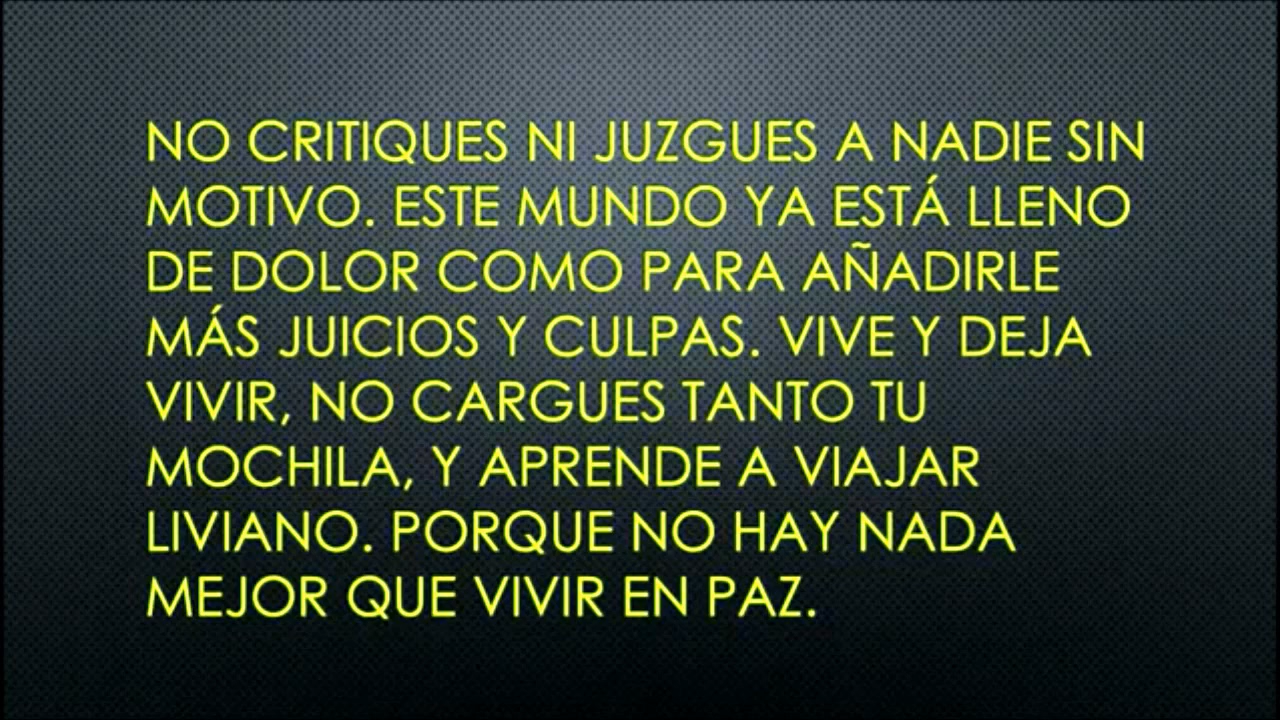 NO CRITIQUES NI JUZGUES A NADIE SIN
MOTIVO. ESTE MUNDO YA ESTÁ LLENO
DE DOLOR COMO PARA AÑADIRLE
MÁS JUICIOS Y CULPAS. VIVE Y DEJA
VIVIR, NO CARGUES TANTO TU
MOCHILA, Y APRENDE A VIAJAR
LIVIANO. PORQUE NO HAY NADA
MEJOR QUE VIVIR EN PAZ.